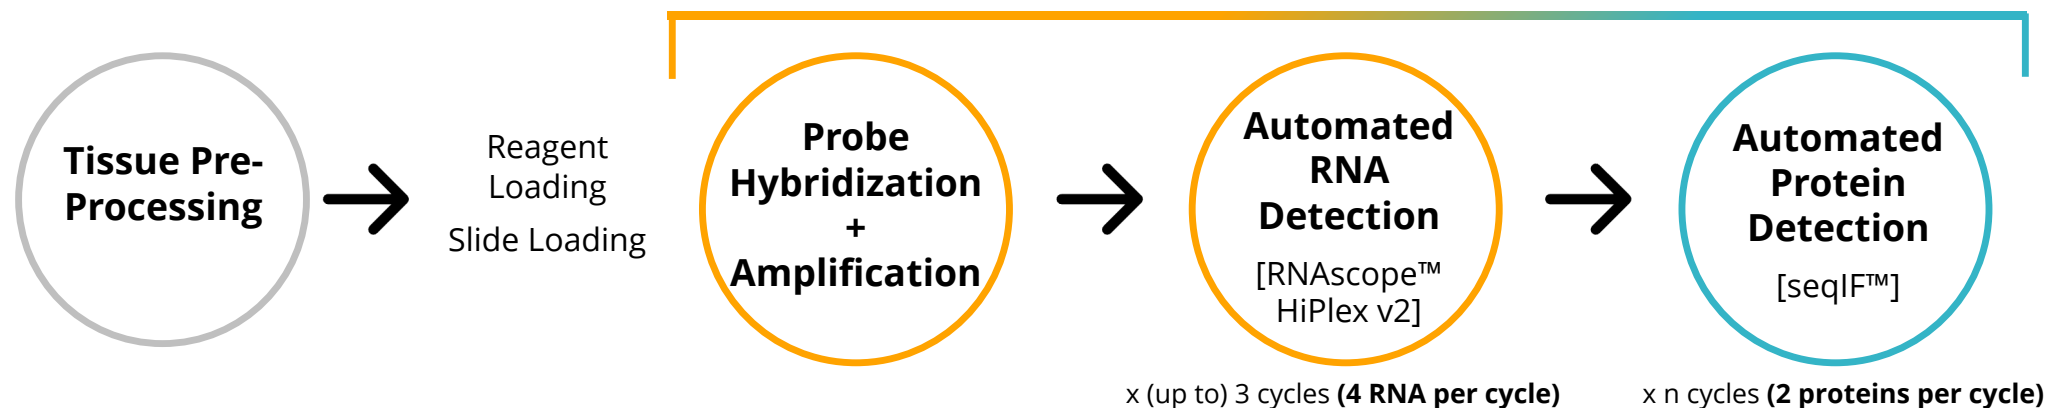 Tissue Pre-
Processing
Reagent
Loading
Slide Loading
Probe
Hybridization
+
Amplification
Automated
RNA
Detection
[RNAscope™
HiPlex v2]
x (up to) 3 cycles (4 RNA per cycle)
Automated
Protein
Detection
[seqIF™]
x n cycles (2 proteins per cycle)